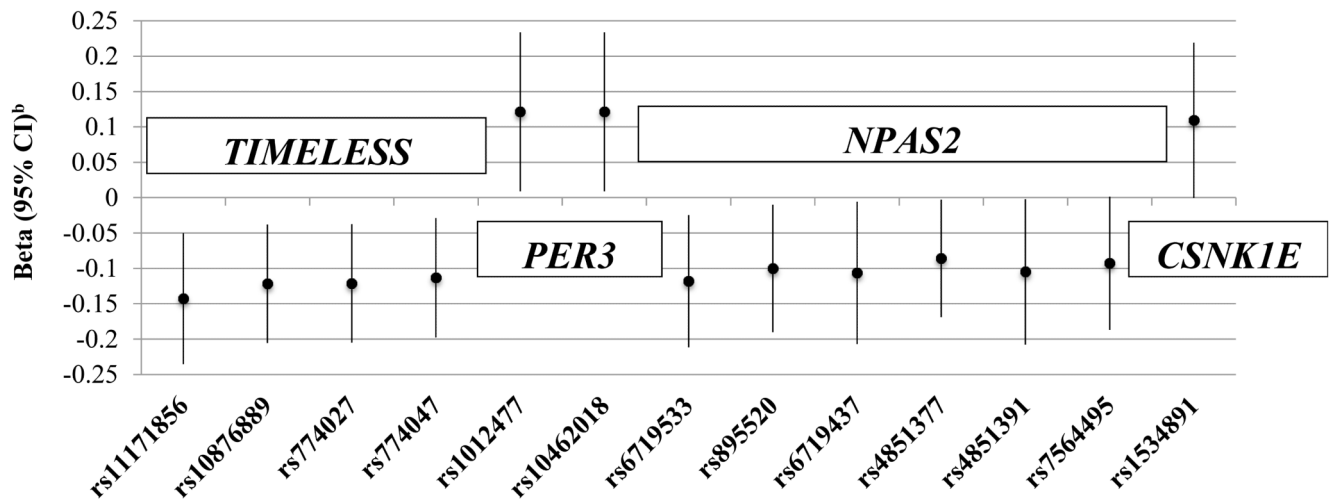 0.25
0.2
0.15
0.1
0.05
0
-0.05
-0.1
-0.15
-0.2
-0.25
Beta (95% CI)b
TIMELESS
NPAS2
PER3
CSNK1E
rs11171856
rs10876889
rs774027
rs774047
rs1012477
rs10462018
rs6719533
rs895520
rs6719437
rs4851377
rs4851391
rs7564495
rs1534891